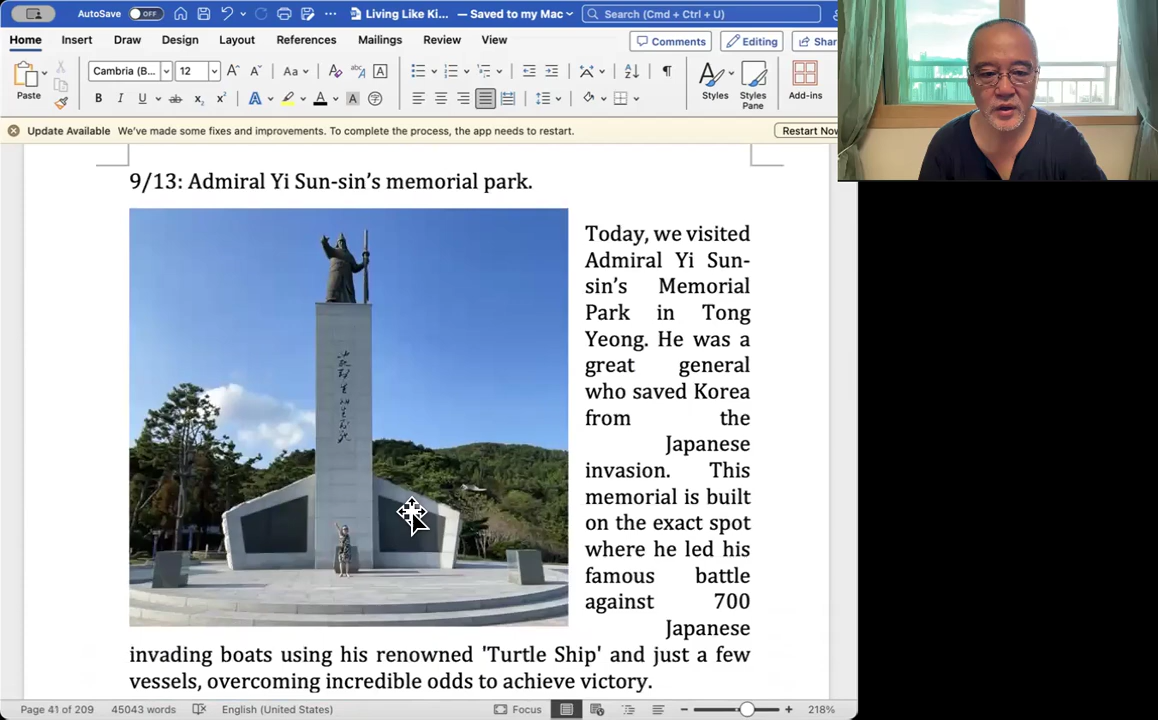 AutoSave OFF Living Like Ki... — Saved to my Mac Search (Cmd + Ctrl + U)
Home Insert Draw Design Layout References Mailings Review View Comments Editing Shar
Paste Cambria (B... 12 Aa Styles Styles Pane Add-ins
Update Available We've made some fixes and improvements. To complete the process, the app needs to restart. Restart Now
9/13: Admiral Yi Sun-sin's memorial park.
Today, we visited
Admiral Yi Sun-
sin's Memorial
Park in Tong
Yeong. He was a
great general
who saved Korea
from the
Japanese
invasion. This
memorial is built
on the exact spot
where he led his
famous battle
against 700
Japanese
invading boats using his renowned 'Turtle Ship' and just a few
vessels, overcoming incredible odds to achieve victory.
Page 41 of 209 45043 words English (United States) Focus 218%